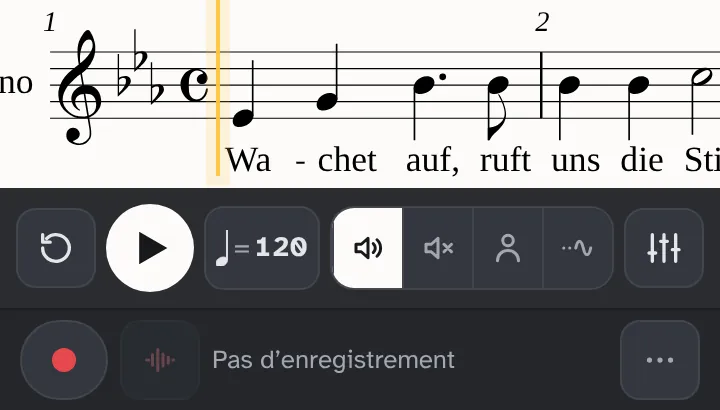 1 2
no
Wa - chet auf, ruft uns die Sti
= 120
Pas d’enregistrement